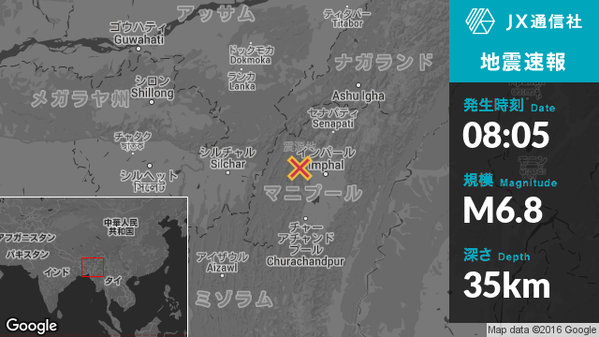 ゴウハティ
Guwahati
アッサム
ティタバー
Titabor
ドックモカ
Dokmoka
ランカ
Lanka
ナガランド
シロン
Shillong
メガラヤ州
Ashu Igha
セナパティ
Senapati
チャタク
シルヘット
シルチャル
Silchar
インパール
Imphal
マニプール
チャー
アチャンド
プール
Churachandpur
アイザウル
Aizawl
ミゾラム
中華人民
共和国
アフガニスタン
パキスタン
インド
タイ
Google
Map data ©2016 Google
JX通信社
地震速報
発生時刻 Date
08:05
規模 Magnitude
M6.8
深さ Depth
35km